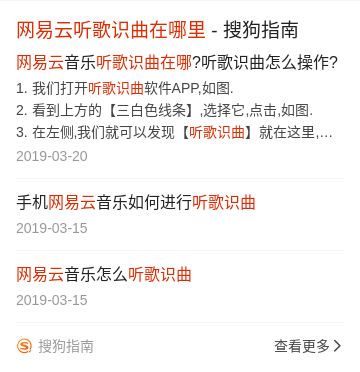 网易云听歌识曲在哪里 - 搜狗指南
网易云音乐听歌识曲在哪?听歌识曲怎么操作?
1. 我们打开听歌识曲软件APP,如图.
2. 看到上方的【三白色线条】,选择它,点击,如图.
3. 在左侧,我们就可以发现【听歌识曲】就在这里,…
2019-03-20
手机网易云音乐如何进行听歌识曲
2019-03-15
网易云音乐怎么听歌识曲
2019-03-15
搜狗指南 查看更多